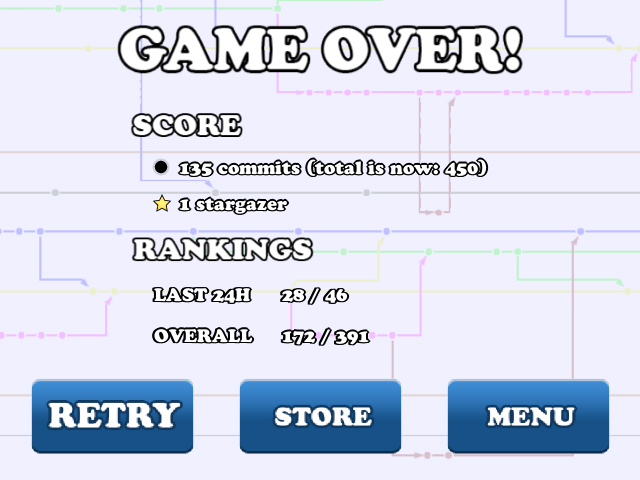 GAME OVER!
SCORE
135 commits (total is now: 450)
1 stargazer
RANKINGS
LAST 24H 28 / 46
OVERALL 172 / 391
RETRY STORE MENU